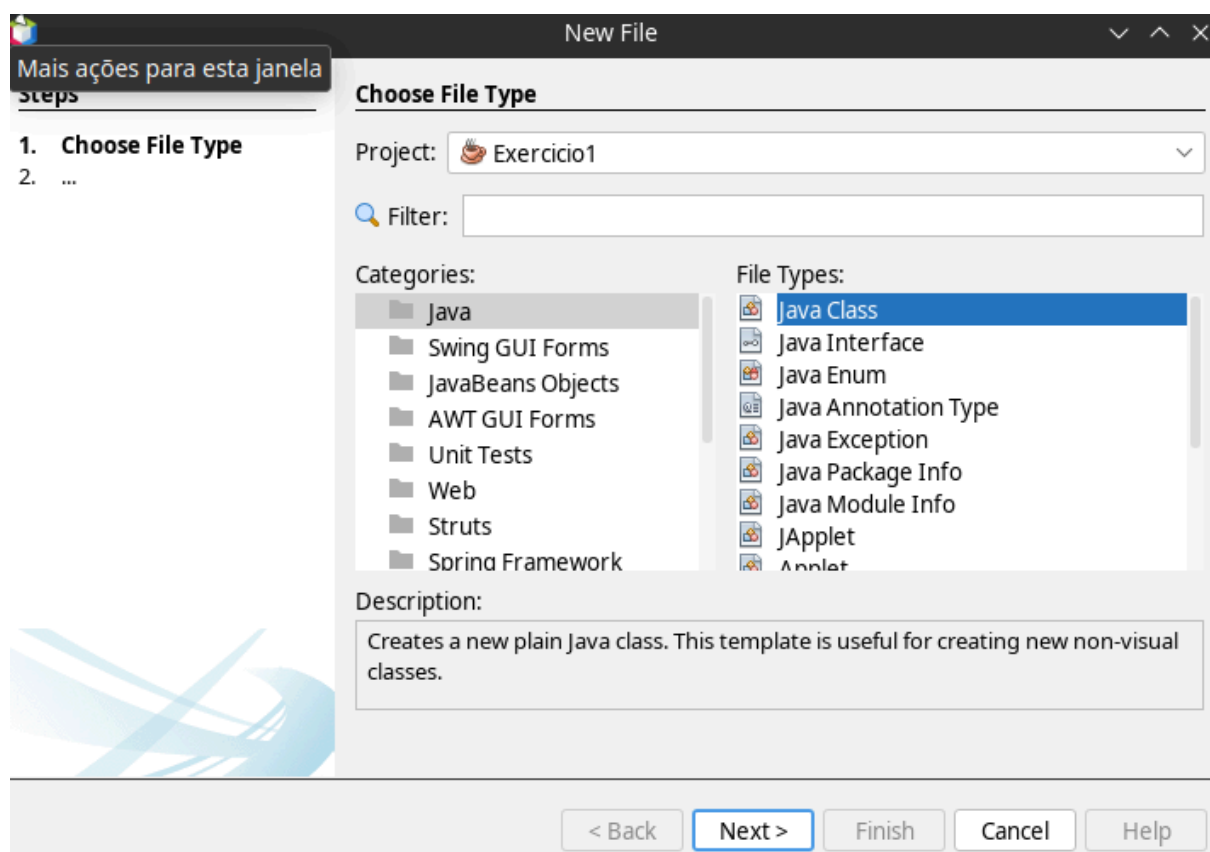 New File
Mais ações para esta janela
Steps
1. Choose File Type
2. ...
Choose File Type
Project: Exercicio1
Filter:
Categories:
Java
Swing GUI Forms
JavaBeans Objects
AWT GUI Forms
Unit Tests
Web
Struts
Spring Framework
File Types:
Java Class
Java Interface
Java Enum
Java Annotation Type
Java Exception
Java Package Info
Java Module Info
JApplet
Applet
Description:
Creates a new plain Java class. This template is useful for creating new non-visual
classes.
< Back Next > Finish Cancel Help